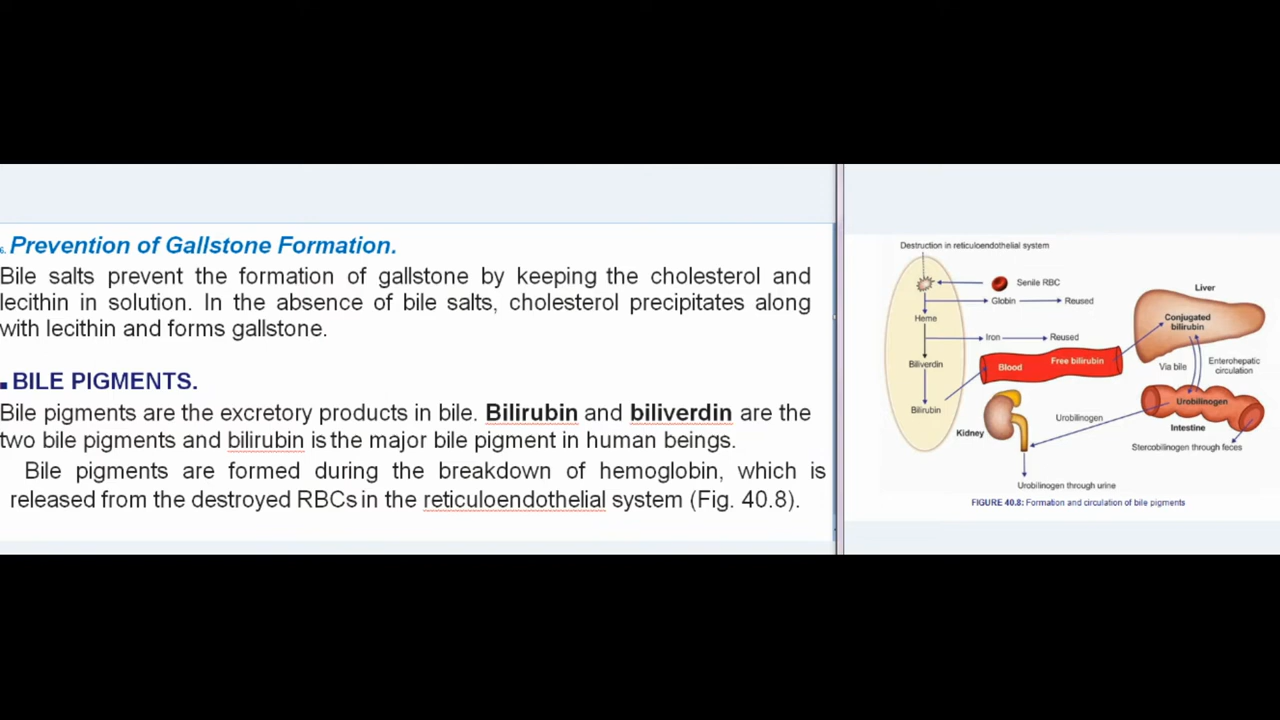 6. Prevention of Gallstone Formation.
Bile salts prevent the formation of gallstone by keeping the cholesterol and
lecithin in solution. In the absence of bile salts, cholesterol precipitates along
with lecithin and forms gallstone.
■ BILE PIGMENTS.
Bile pigments are the excretory products in bile. Bilirubin and biliverdin are the
two bile pigments and bilirubin is the major bile pigment in human beings.
Bile pigments are formed during the breakdown of hemoglobin, which is
released from the destroyed RBCs in the reticuloendothelial system (Fig. 40.8).
Destruction in reticuloendothelial system
Senile RBC
Globin
Reused
Heme
Iron
Reused
Biliverdin
Bilirubin
Blood
Free bilirubin
Liver
Conjugated
bilirubin
Via bile
Enterohepatic
circulation
Urobilinogen
Intestine
Stercobilinogen through feces
Urobilinogen
Kidney
Urobilinogen through urine
FIGURE 40.8: Formation and circulation of bile pigments